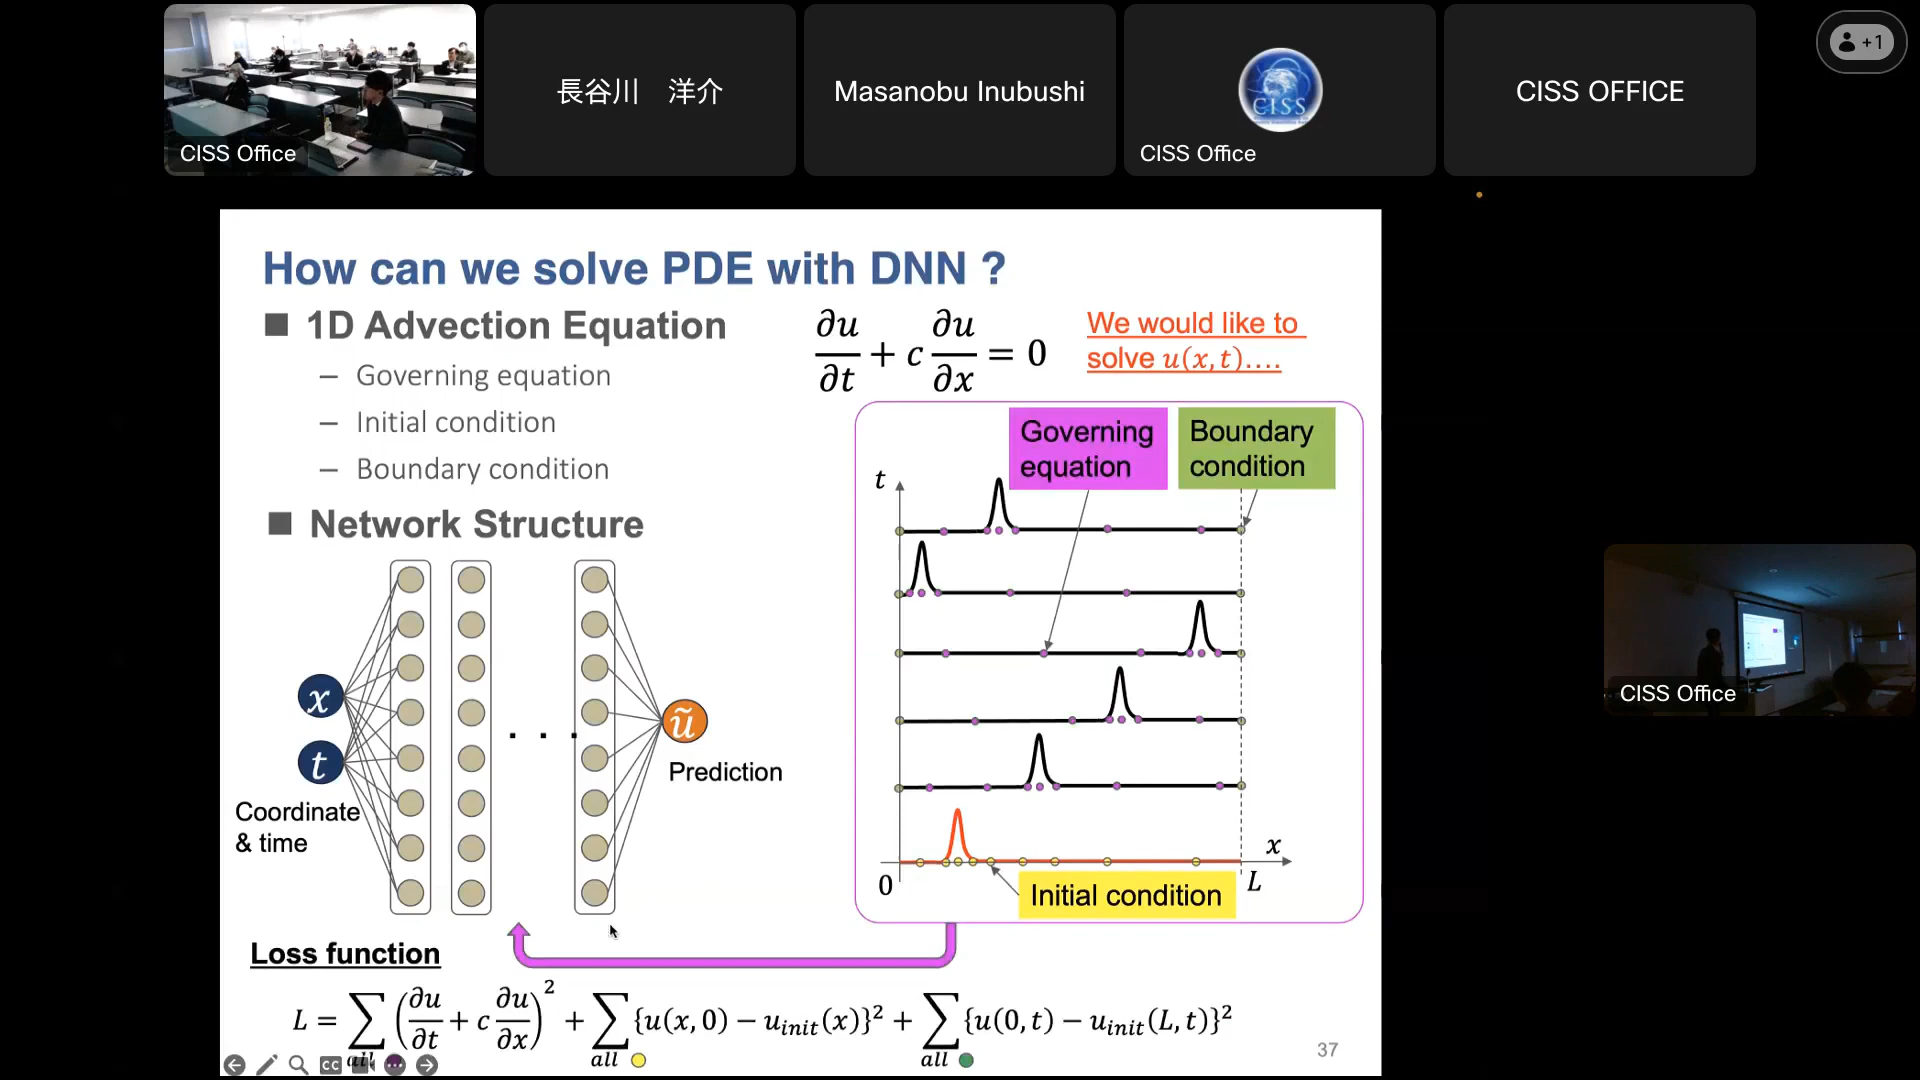 +1
CISS Office
長谷川 洋介
Masanobu Inubushi
CISS
CISS Office
CISS OFFICE
How can we solve PDE with DNN ?
1D Advection Equation
– Governing equation
– Initial condition
– Boundary condition
∂u/∂t + c ∂u/∂x = 0
We would like to
solve u(x,t)....
Governing
equation
Boundary
condition
t
Network Structure
x
t
ũ
. . .
Prediction
Coordinate
& time
x
0
L
Initial condition
CISS Office
Loss function
L = ∑ (∂u/∂t + c ∂u/∂x)² + ∑ {u(x,0) − u_init(x)}² + ∑ {u(0,t) − u_init(L,t)}²
all
all
all
CC
37